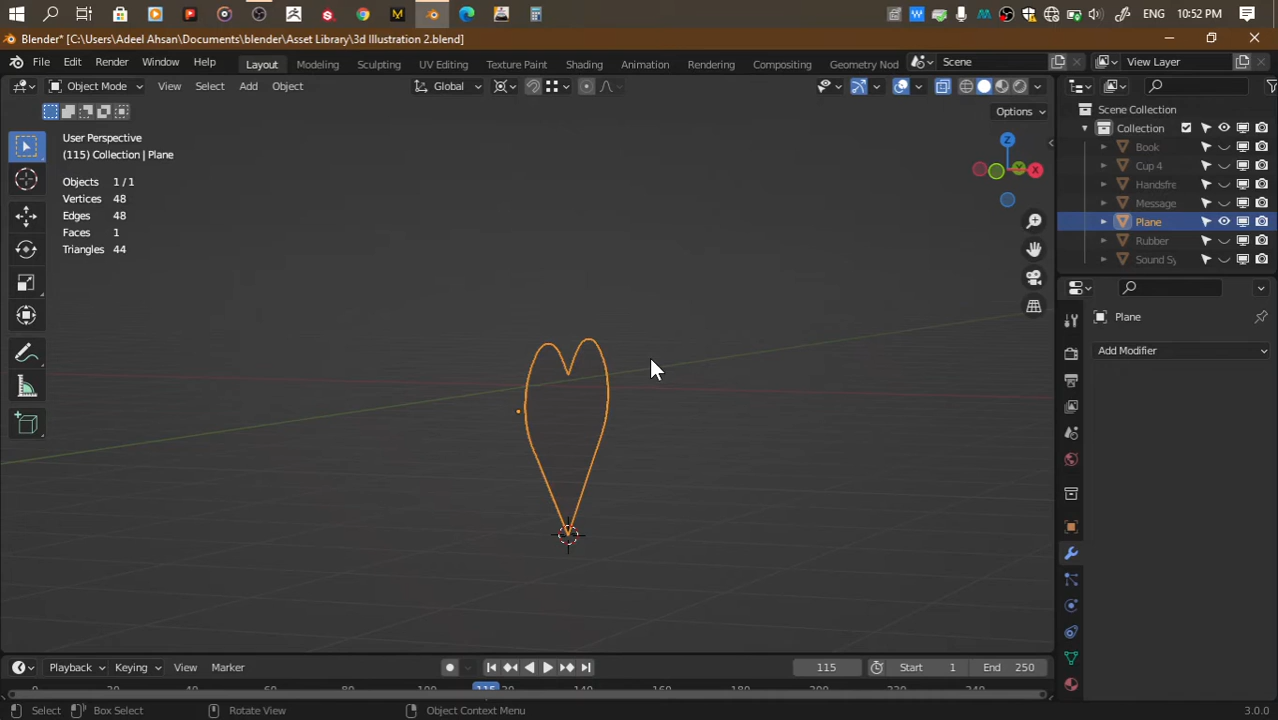 ENG 10:52 PM
Blender* [C:\Users\Adeel Ahsan\Documents\blender\Asset Library\3d Illustration 2.blend]
File Edit Render Window Help Layout Modeling Sculpting UV Editing Texture Paint Shading Animation Rendering Compositing Geometry Nod Scene View Layer
Object Mode View Select Add Object Global
Options
User Perspective
(115) Collection | Plane
Objects 1 / 1
Vertices 48
Edges 48
Faces 1
Triangles 44
Z
Y
X
Scene Collection
Collection
Book
Cup 4
Handsfre
Message
Plane
Rubber
Sound Sy
Plane
Add Modifier
Playback Keying View Marker 115 Start 1 End 250
115
Select Box Select Rotate View Object Context Menu 3.0.0